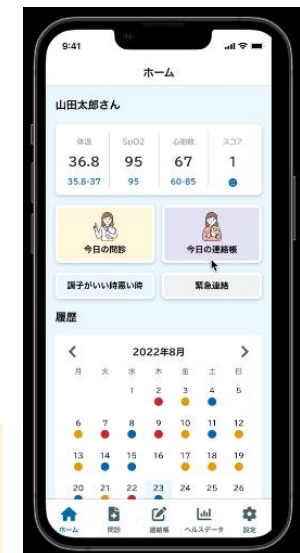 9:41
ホーム
山田太郎さん
体温 SpO2 心拍数 スコア
36.8 95 67 1
35.8-37 95 60-85
今日の問診 今日の連絡帳
調子がいい時悪い時 緊急連絡
履歴
< 2022年8月 >
月 火 水 木 金 土 日
1 2 3 4 5
6 7 8 9 10 11 12
13 14 15 16 17 18 19
20 21 22 23 24 25 26
ホーム 問診 連絡帳 ヘルスデータ 設定